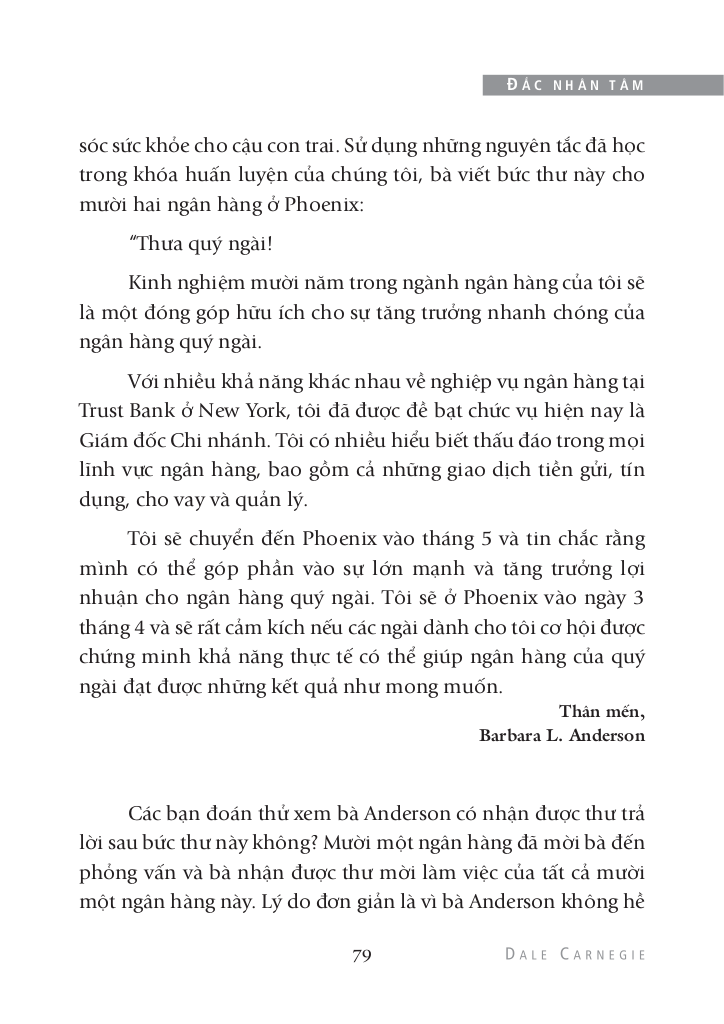 ĐẮC NHÂN TÂM
sóc sức khỏe cho cậu con trai. Sử dụng những nguyên tắc đã học
trong khóa huấn luyện của chúng tôi, bà viết bức thư này cho
mười hai ngân hàng ở Phoenix:
“Thưa quý ngài!
Kinh nghiệm mười năm trong ngành ngân hàng của tôi sẽ
là một đóng góp hữu ích cho sự tăng trưởng nhanh chóng của
ngân hàng quý ngài.
Với nhiều khả năng khác nhau về nghiệp vụ ngân hàng tại
Trust Bank ở New York, tôi đã được đề bạt chức vụ hiện nay là
Giám đốc Chi nhánh. Tôi có nhiều hiểu biết thấu đáo trong mọi
lĩnh vực ngân hàng, bao gồm cả những giao dịch tiền gửi, tín
dụng, cho vay và quản lý.
Tôi sẽ chuyển đến Phoenix vào tháng 5 và tin chắc rằng
mình có thể góp phần vào sự lớn mạnh và tăng trưởng lợi
nhuận cho ngân hàng quý ngài. Tôi sẽ ở Phoenix vào ngày 3
tháng 4 và sẽ rất cảm kích nếu các ngài dành cho tôi cơ hội được
chứng minh khả năng thực tế có thể giúp ngân hàng của quý
ngài đạt được những kết quả như mong muốn.
Thân mến,
Barbara L. Anderson
Các bạn đoán thử xem bà Anderson có nhận được thư trả
lời sau bức thư này không? Mười một ngân hàng đã mời bà đến
phỏng vấn và bà nhận được thư mời làm việc của tất cả mười
một ngân hàng này. Lý do đơn giản là vì bà Anderson không hề
79
DALE CARNEGIE